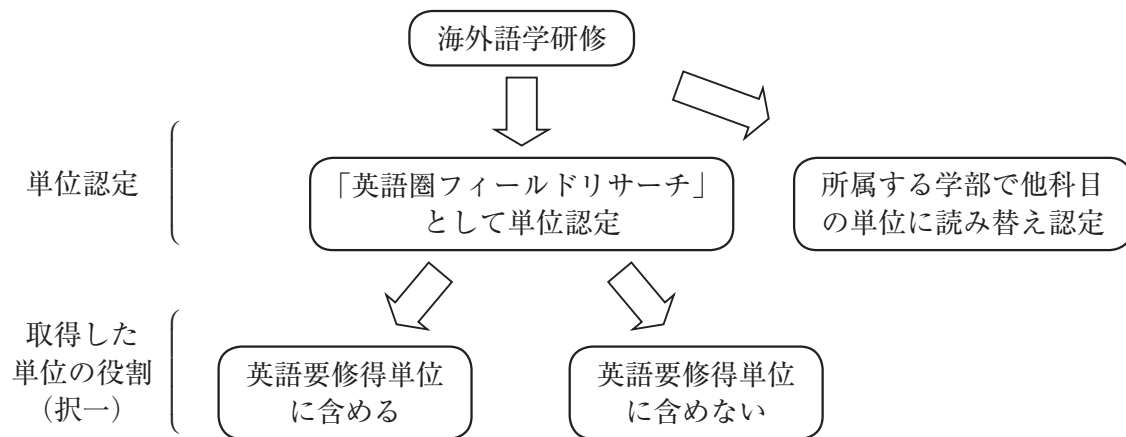 海外語学研修
単位認定
「英語圏フィールドリサーチ」
として単位認定
所属する学部で他科目
の単位に読み替え認定
取得した
単位の役割
（択一）
英語要修得単位
に含める
英語要修得単位
に含めない